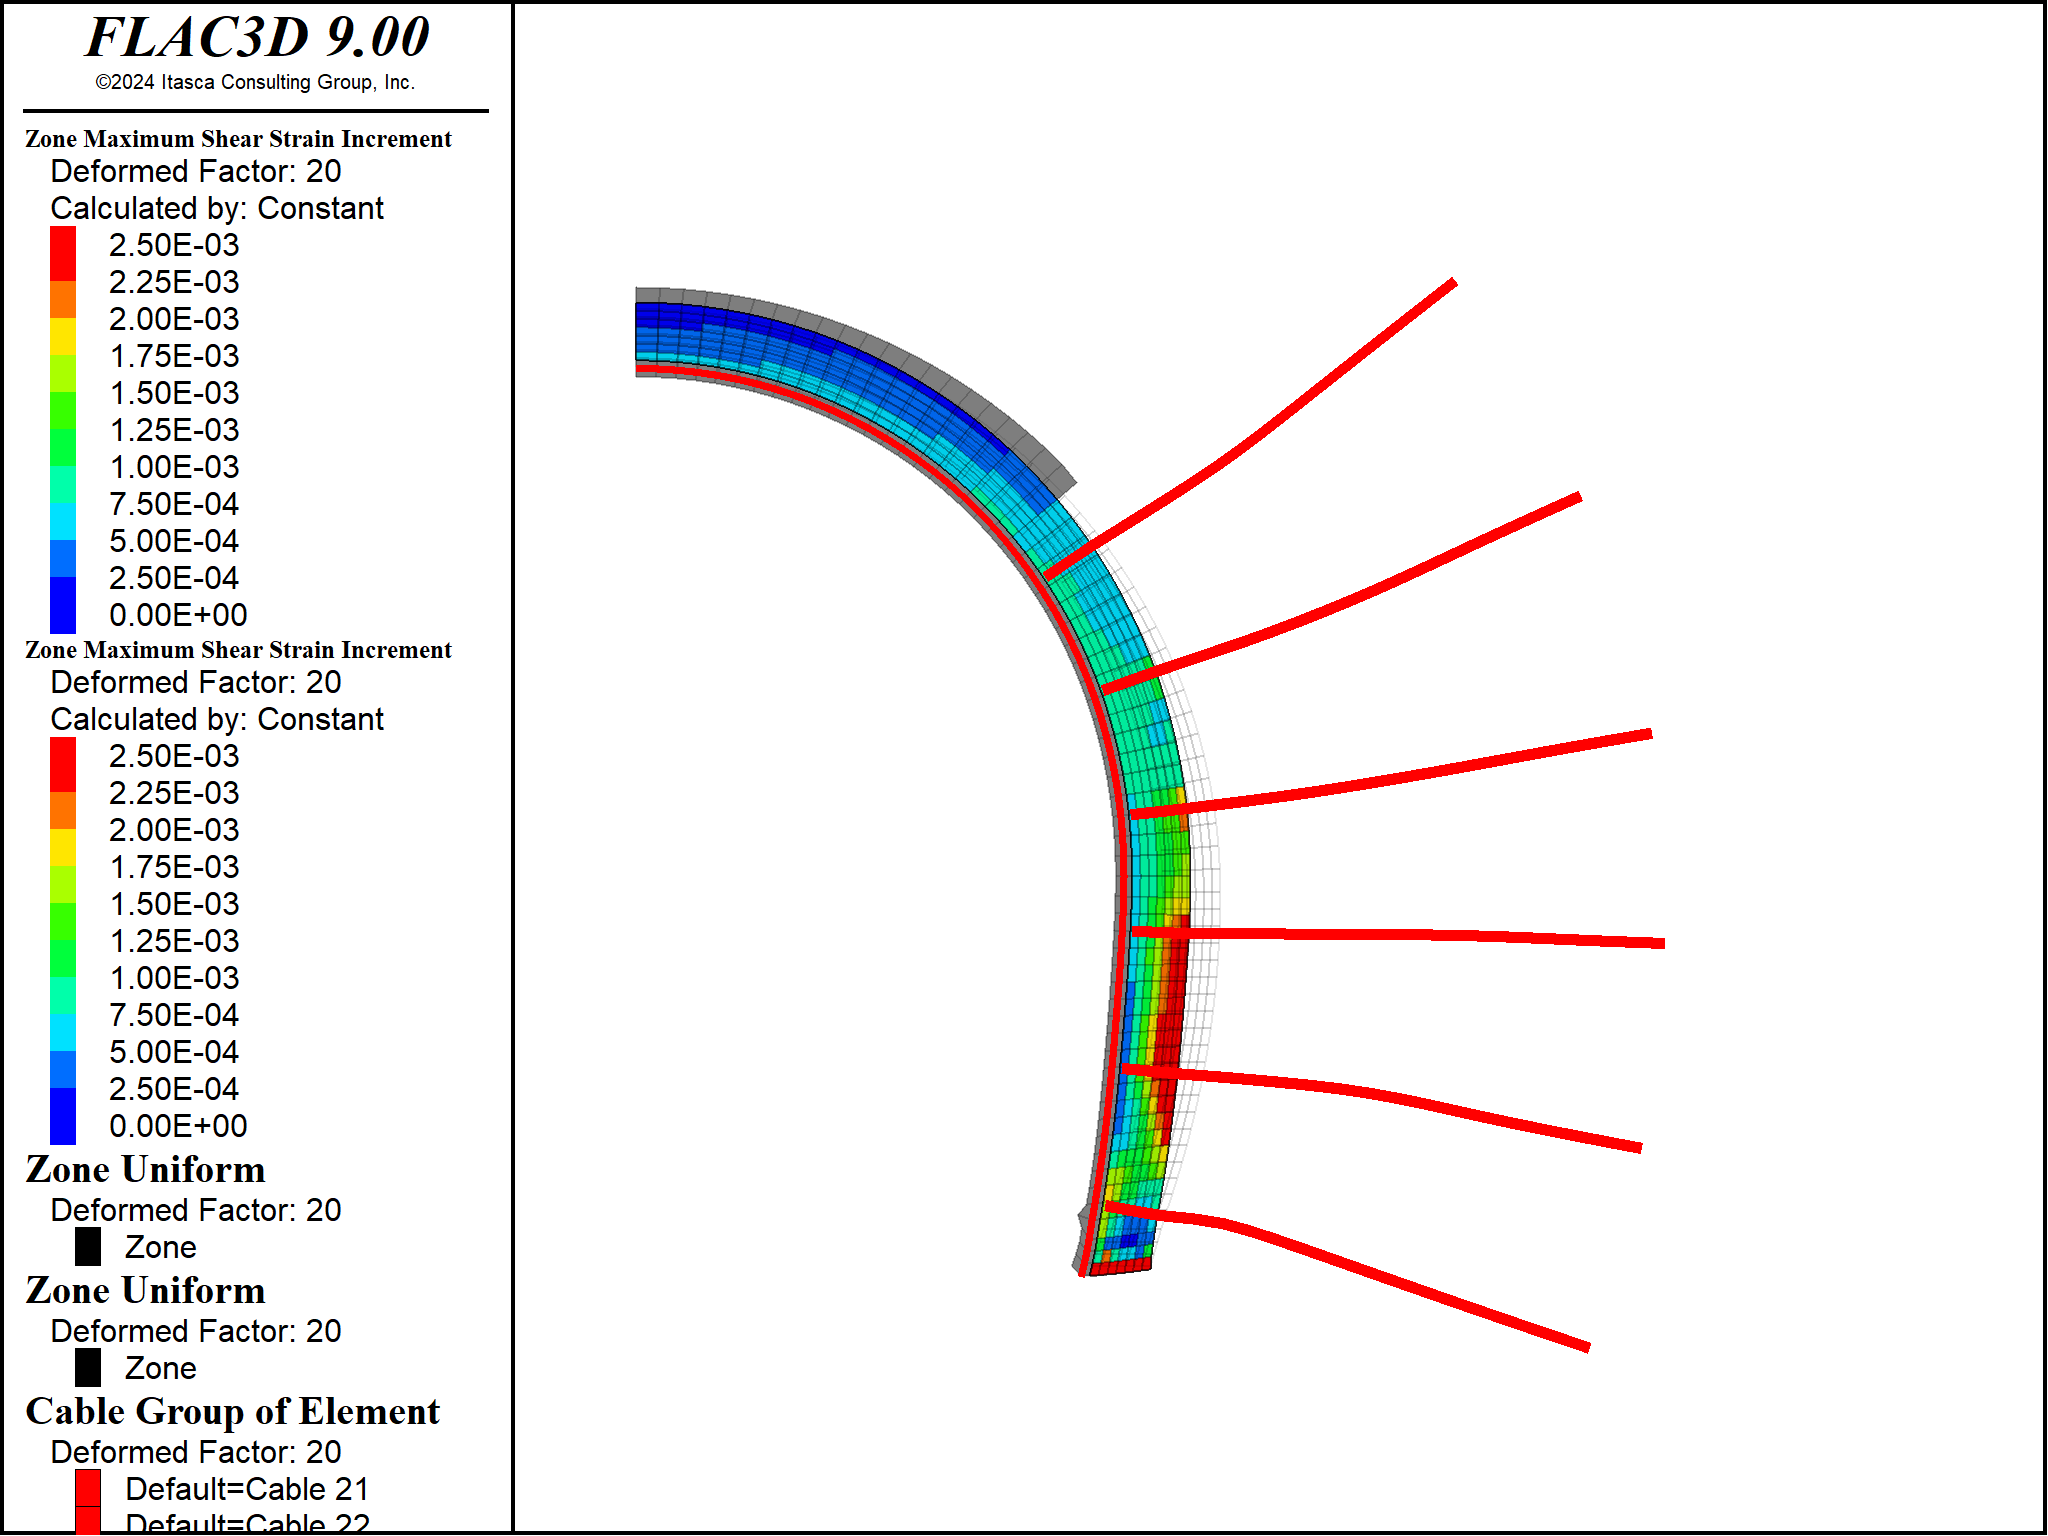 FLAC3D 9.00
©2024 Itasca Consulting Group, Inc.
Zone Maximum Shear Strain Increment
Deformed Factor: 20
Calculated by: Constant
2.50E-03
2.25E-03
2.00E-03
1.75E-03
1.50E-03
1.25E-03
1.00E-03
7.50E-04
5.00E-04
2.50E-04
0.00E+00
Zone Maximum Shear Strain Increment
Deformed Factor: 20
Calculated by: Constant
2.50E-03
2.25E-03
2.00E-03
1.75E-03
1.50E-03
1.25E-03
1.00E-03
7.50E-04
5.00E-04
2.50E-04
0.00E+00
Zone Uniform
Deformed Factor: 20
Zone
Zone Uniform
Deformed Factor: 20
Zone
Cable Group of Element
Deformed Factor: 20
Default=Cable 21
Default=Cable 22